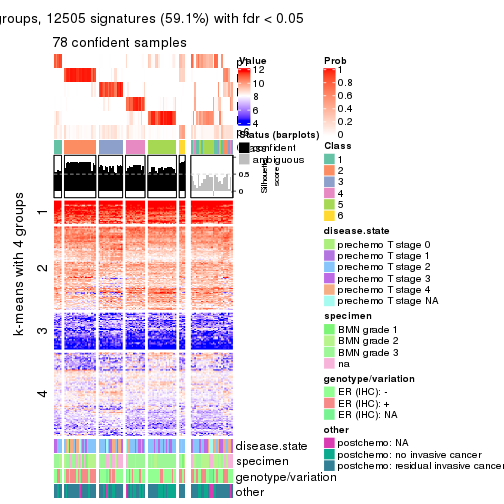 groups, 12505 signatures (59.1%) with fdr < 0.05
78 confident samples
Value
12
10
8
6
4
Status (barplots)
confident
ambiguous
0.5
0
Silhouette
score
k-means with 4 groups
1
2
3
4
disease.state
specimen
genotype/variation
other
Prob
1
0.8
0.6
0.4
0.2
0
Class
1
2
3
4
5
6
disease.state
prechemo T stage 0
prechemo T stage 1
prechemo T stage 2
prechemo T stage 3
prechemo T stage 4
prechemo T stage NA
specimen
BMN grade 1
BMN grade 2
BMN grade 3
na
genotype/variation
ER (IHC): -
ER (IHC): +
ER (IHC): NA
other
postchemo: NA
postchemo: no invasive cancer
postchemo: residual invasive cancer